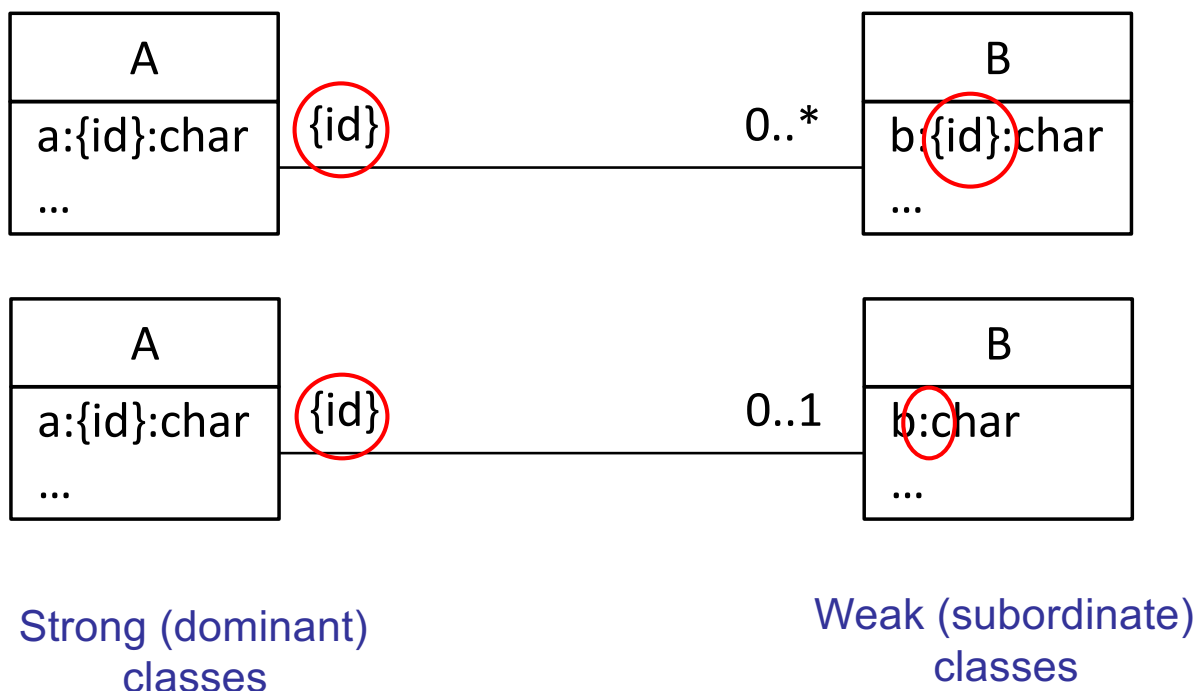 A
a:{id}:char
...
{id}
0..*
B
b:{id}:char
...
A
a:{id}:char
...
{id}
0..1
B
b:char
...
Strong (dominant)
classes
Weak (subordinate)
classes